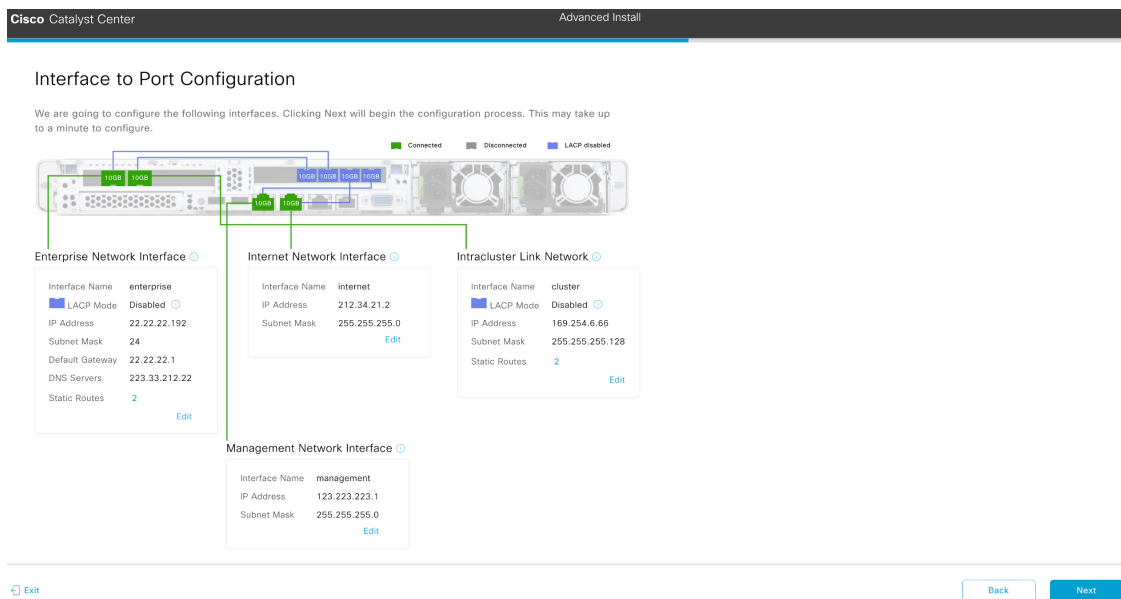 Cisco Catalyst Center
Advanced Install
Interface to Port Configuration
We are going to configure the following interfaces. Clicking Next will begin the configuration process. This may take up
to a minute to configure.
Connected Disconnected LACP disabled
10GB 10GB
10GB 10GB 10GB 10GB
10GB 10GB
Enterprise Network Interface
Interface Name enterprise
LACP Mode Disabled
IP Address 22.22.22.192
Subnet Mask 24
Default Gateway 22.22.22.1
DNS Servers 223.33.212.22
Static Routes 2
Edit
Internet Network Interface
Interface Name internet
IP Address 212.34.21.2
Subnet Mask 255.255.255.0
Edit
Intracluster Link Network
Interface Name cluster
LACP Mode Disabled
IP Address 169.254.6.66
Subnet Mask 255.255.255.128
Static Routes 2
Edit
Management Network Interface
Interface Name management
IP Address 123.223.223.1
Subnet Mask 255.255.255.0
Edit
Exit
Back
Next